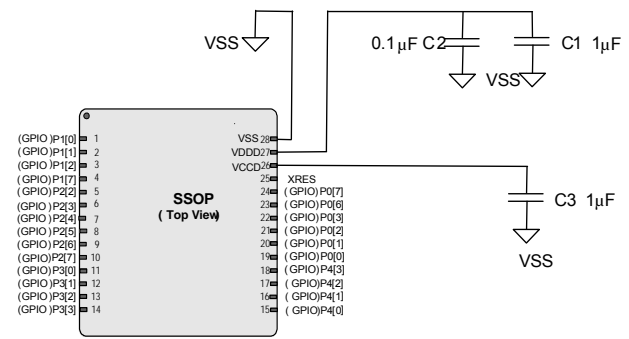 VSS
0.1μF C2
C1 1μF
VSS
(GPIO )P1[0] 1
(GPIO )P1[1] 2
(GPIO )P1[2] 3
(GPIO )P1[7] 4
(GPIO )P2[2] 5
(GPIO )P2[3] 6
(GPIO )P2[4] 7
(GPIO )P2[5] 8
(GPIO )P2[6] 9
(GPIO)P2[7] 10
(GPIO )P3[0] 11
(GPIO )P3[1] 12
(GPIO )P3[2] 13
(GPIO )P3[3] 14
SSOP
( Top View)
VSS 28
VDDD 27
VCCD 26
25 XRES
24 ( GPIO) P0[7]
23 ( GPIO) P0[6]
22 ( GPIO) P0[3]
21 ( GPIO) P0[2]
20 ( GPIO) P0[1]
19 ( GPIO) P0[0]
18 ( GPIO) P4[3]
17 ( GPIO) P4[2]
16 ( GPIO) P4[1]
15 ( GPIO)P4[0]
C3 1μF
VSS